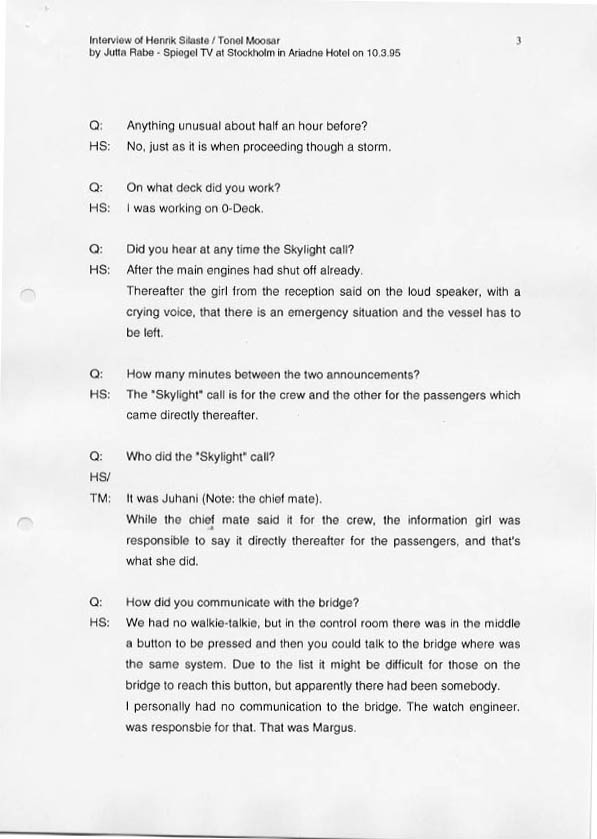 Interview of Henrik Silaste / Tonel Moosar
3
by Jutta Rabe - Spiegel TV at Stockholm in Ariadne Hotel on 10.3.95
Q: Anything unusual about half an hour before?
HS: No, just as it is when proceeding though a storm.
Q: On what deck did you work?
HS: I was working on 0-Deck.
Q: Did you hear at any time the Skylight call?
HS: After the main engines had shut off already.
Thereafter the girl from the reception said on the loud speaker, with a
crying voice, that there is an emergency situation and the vessel has to
be left.
Q: How many minutes between the two announcements?
HS: The "Skylight" call is for the crew and the other for the passengers which
came directly thereafter.
Q: Who did the "Skylight" call?
HS/
TM: It was Juhani (Note: the chief mate).
While the chief mate said it for the crew, the information girl was
responsible to say it directly thereafter for the passengers, and that's
what she did.
Q: How did you communicate with the bridge?
HS: We had no walkie-talkie, but in the control room there was in the middle
a button to be pressed and then you could talk to the bridge where was
the same system. Due to the list it might be difficult for those on the
bridge to reach this button, but apparently there had been somebody.
I personally had no communication to the bridge. The watch engineer.
was responsbie for that. That was Margus.